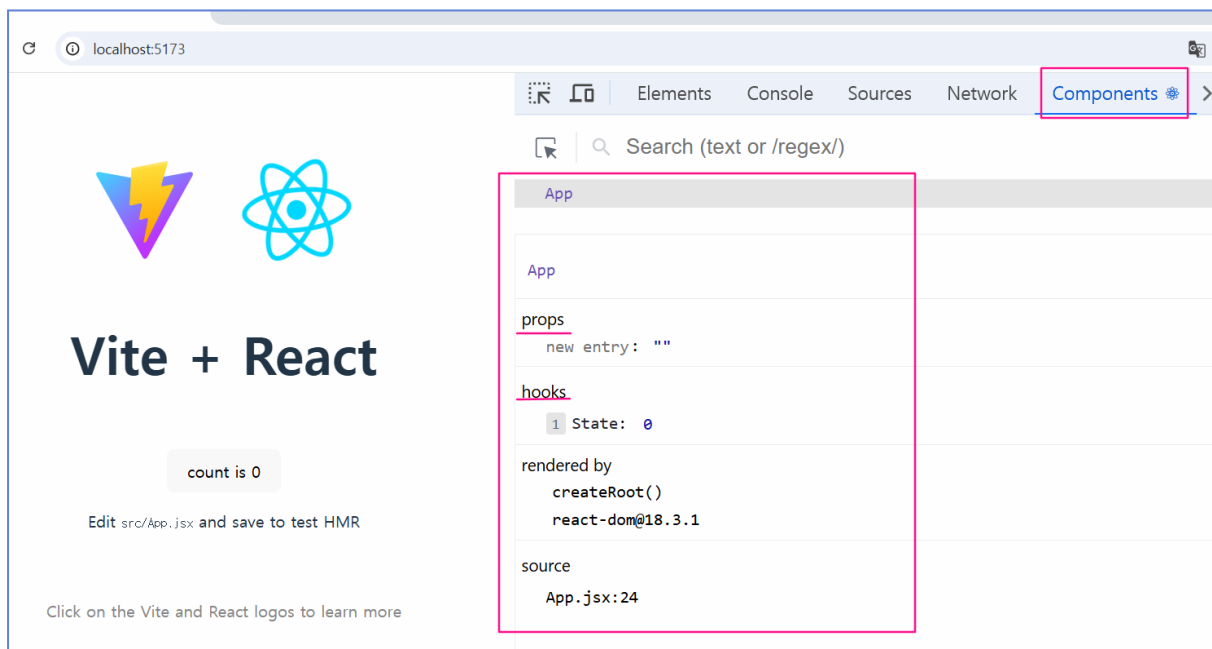 localhost:5173
Elements Console Sources Network Components
Search (text or /regex/)
App
App
props
new entry: ""
hooks
1 State: 0
rendered by
createRoot()
react-dom@18.3.1
source
App.jsx:24
Vite + React
count is 0
Edit src/App.jsx and save to test HMR
Click on the Vite and React logos to learn more